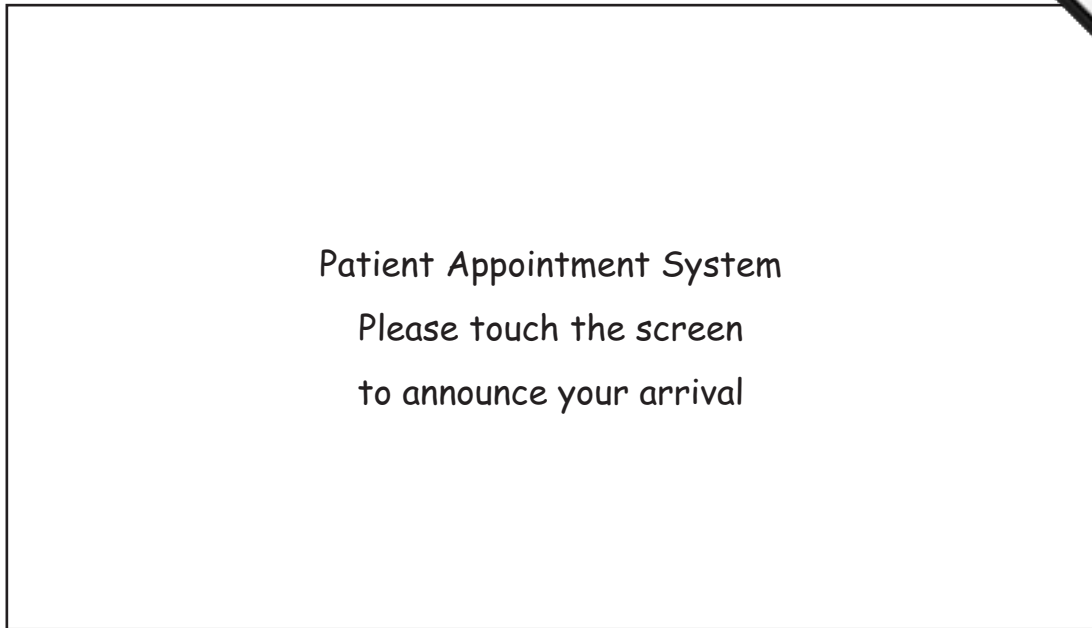 Patient Appointment System
Please touch the screen
to announce your arrival